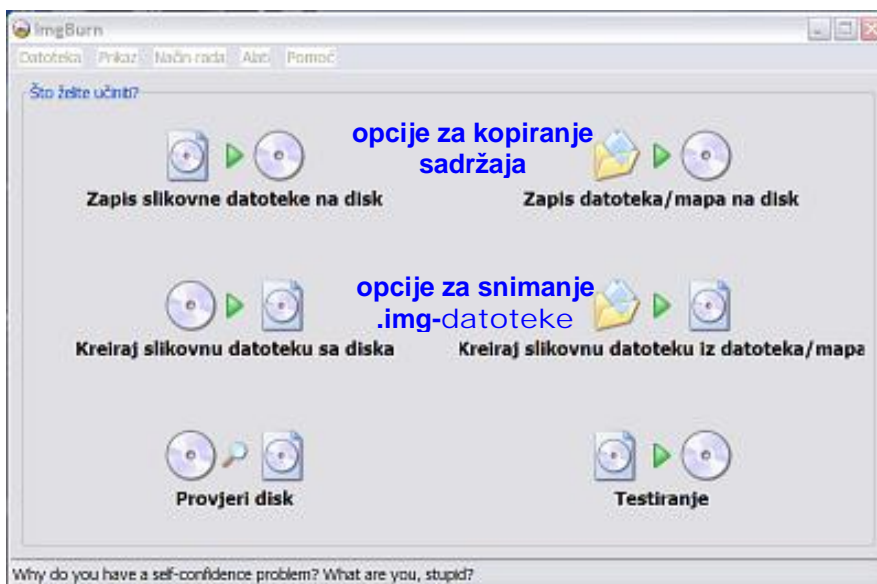 ImgBurn
Datoteka Prikaz Način rada Alati Pomoć
Što želite učiniti?
opcije za kopiranje
sadržaja
Zapis slikovne datoteke na disk
Zapis datoteka/mapa na disk
opcije za snimanje
.img-datoteke
Kreiraj slikovnu datoteku sa diska
Kreiraj slikovnu datoteku iz datoteka/mapa
Provjeri disk
Testiranje
Why do you have a self-confidence problem? What are you, stupid?